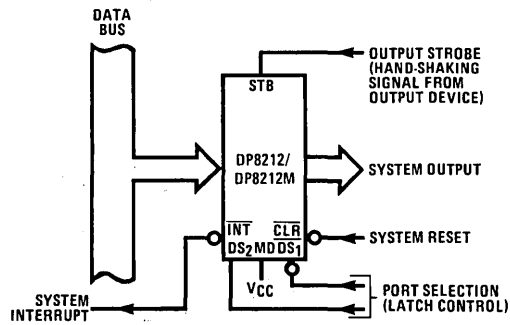 DATA
BUS
OUTPUT STROBE
(HAND-SHAKING
SIGNAL FROM
OUTPUT DEVICE)
STB
DP8212/
DP8212M
SYSTEM OUTPUT
INT CLR
DS2 MD DS1
SYSTEM RESET
VCC
SYSTEM
INTERRUPT
PORT SELECTION
(LATCH CONTROL)